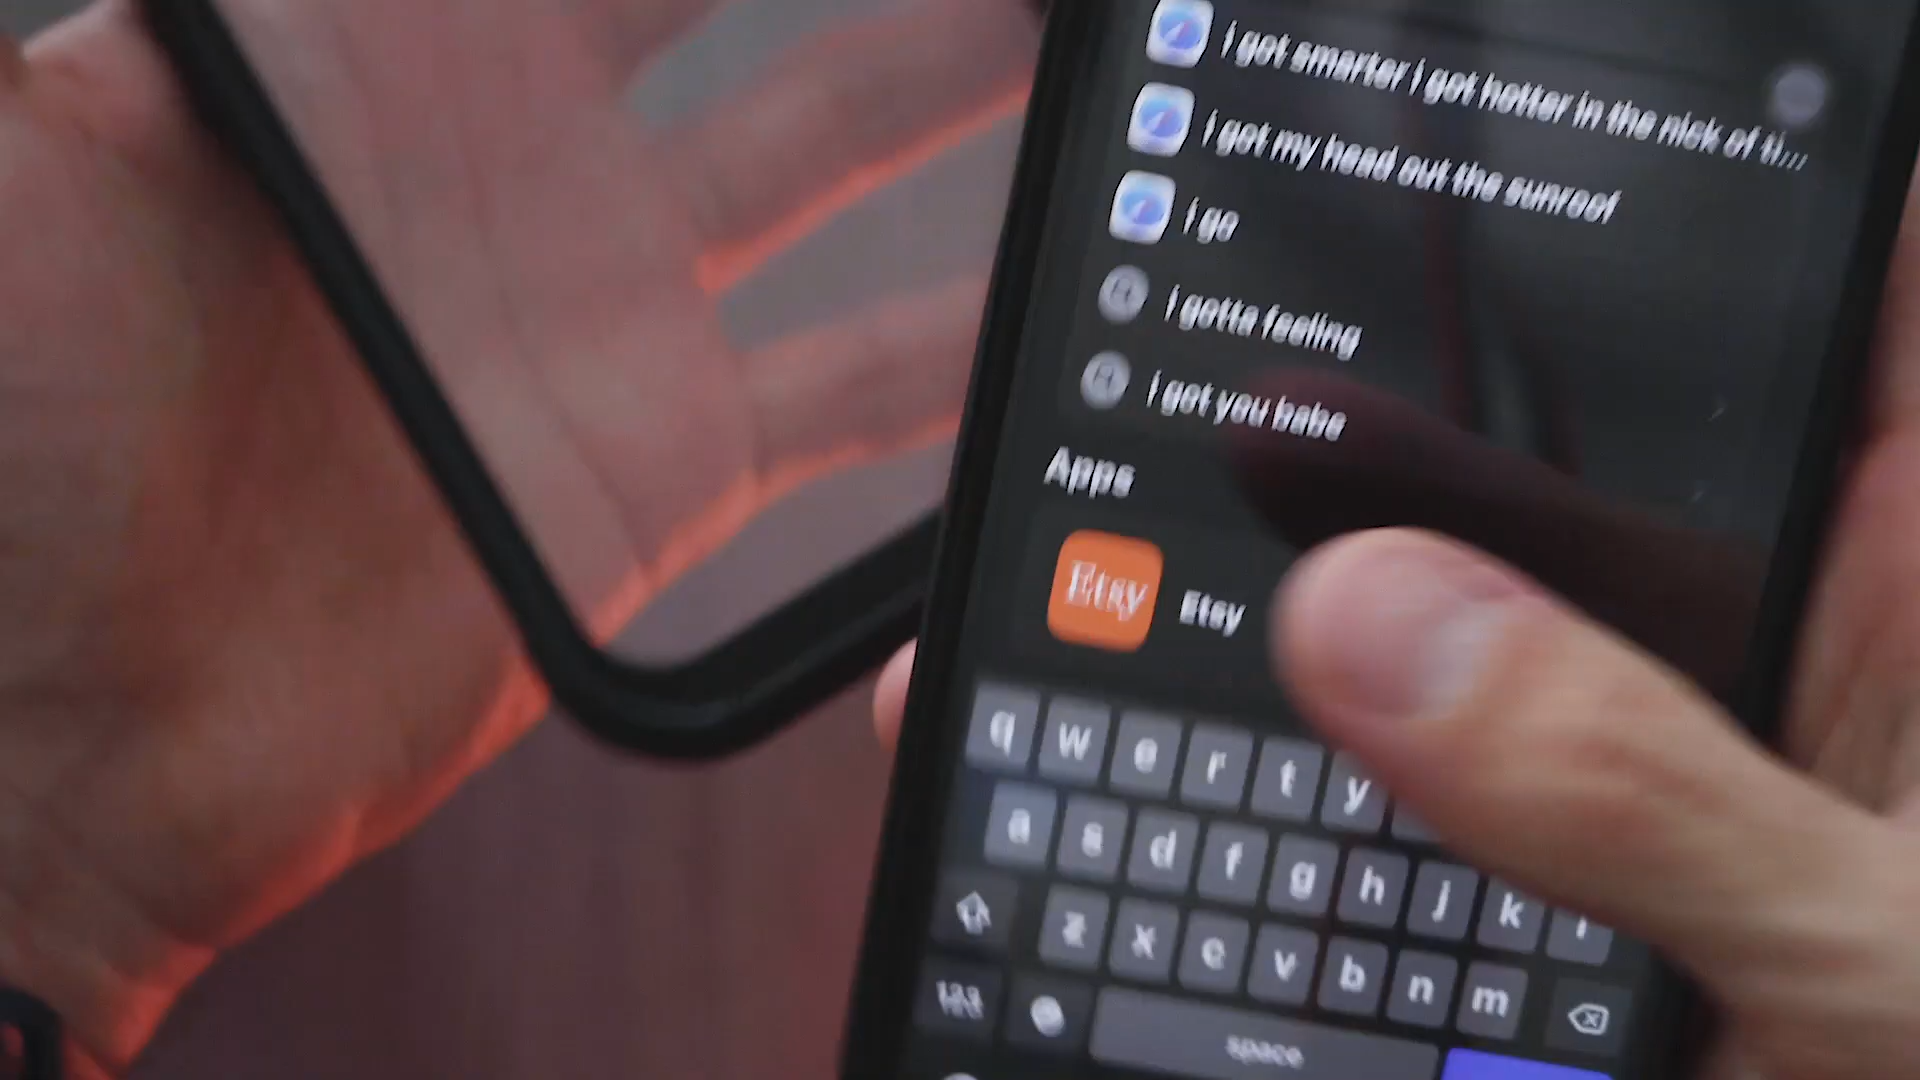 i got smarter i got hotter in the nick of ti...
i got my head out the sunroof
i go
i gotta feeling
i got you babe
Apps
Etsy Etsy
q w e r t y
a s d f g h j k l
z x c v b n m
123
space